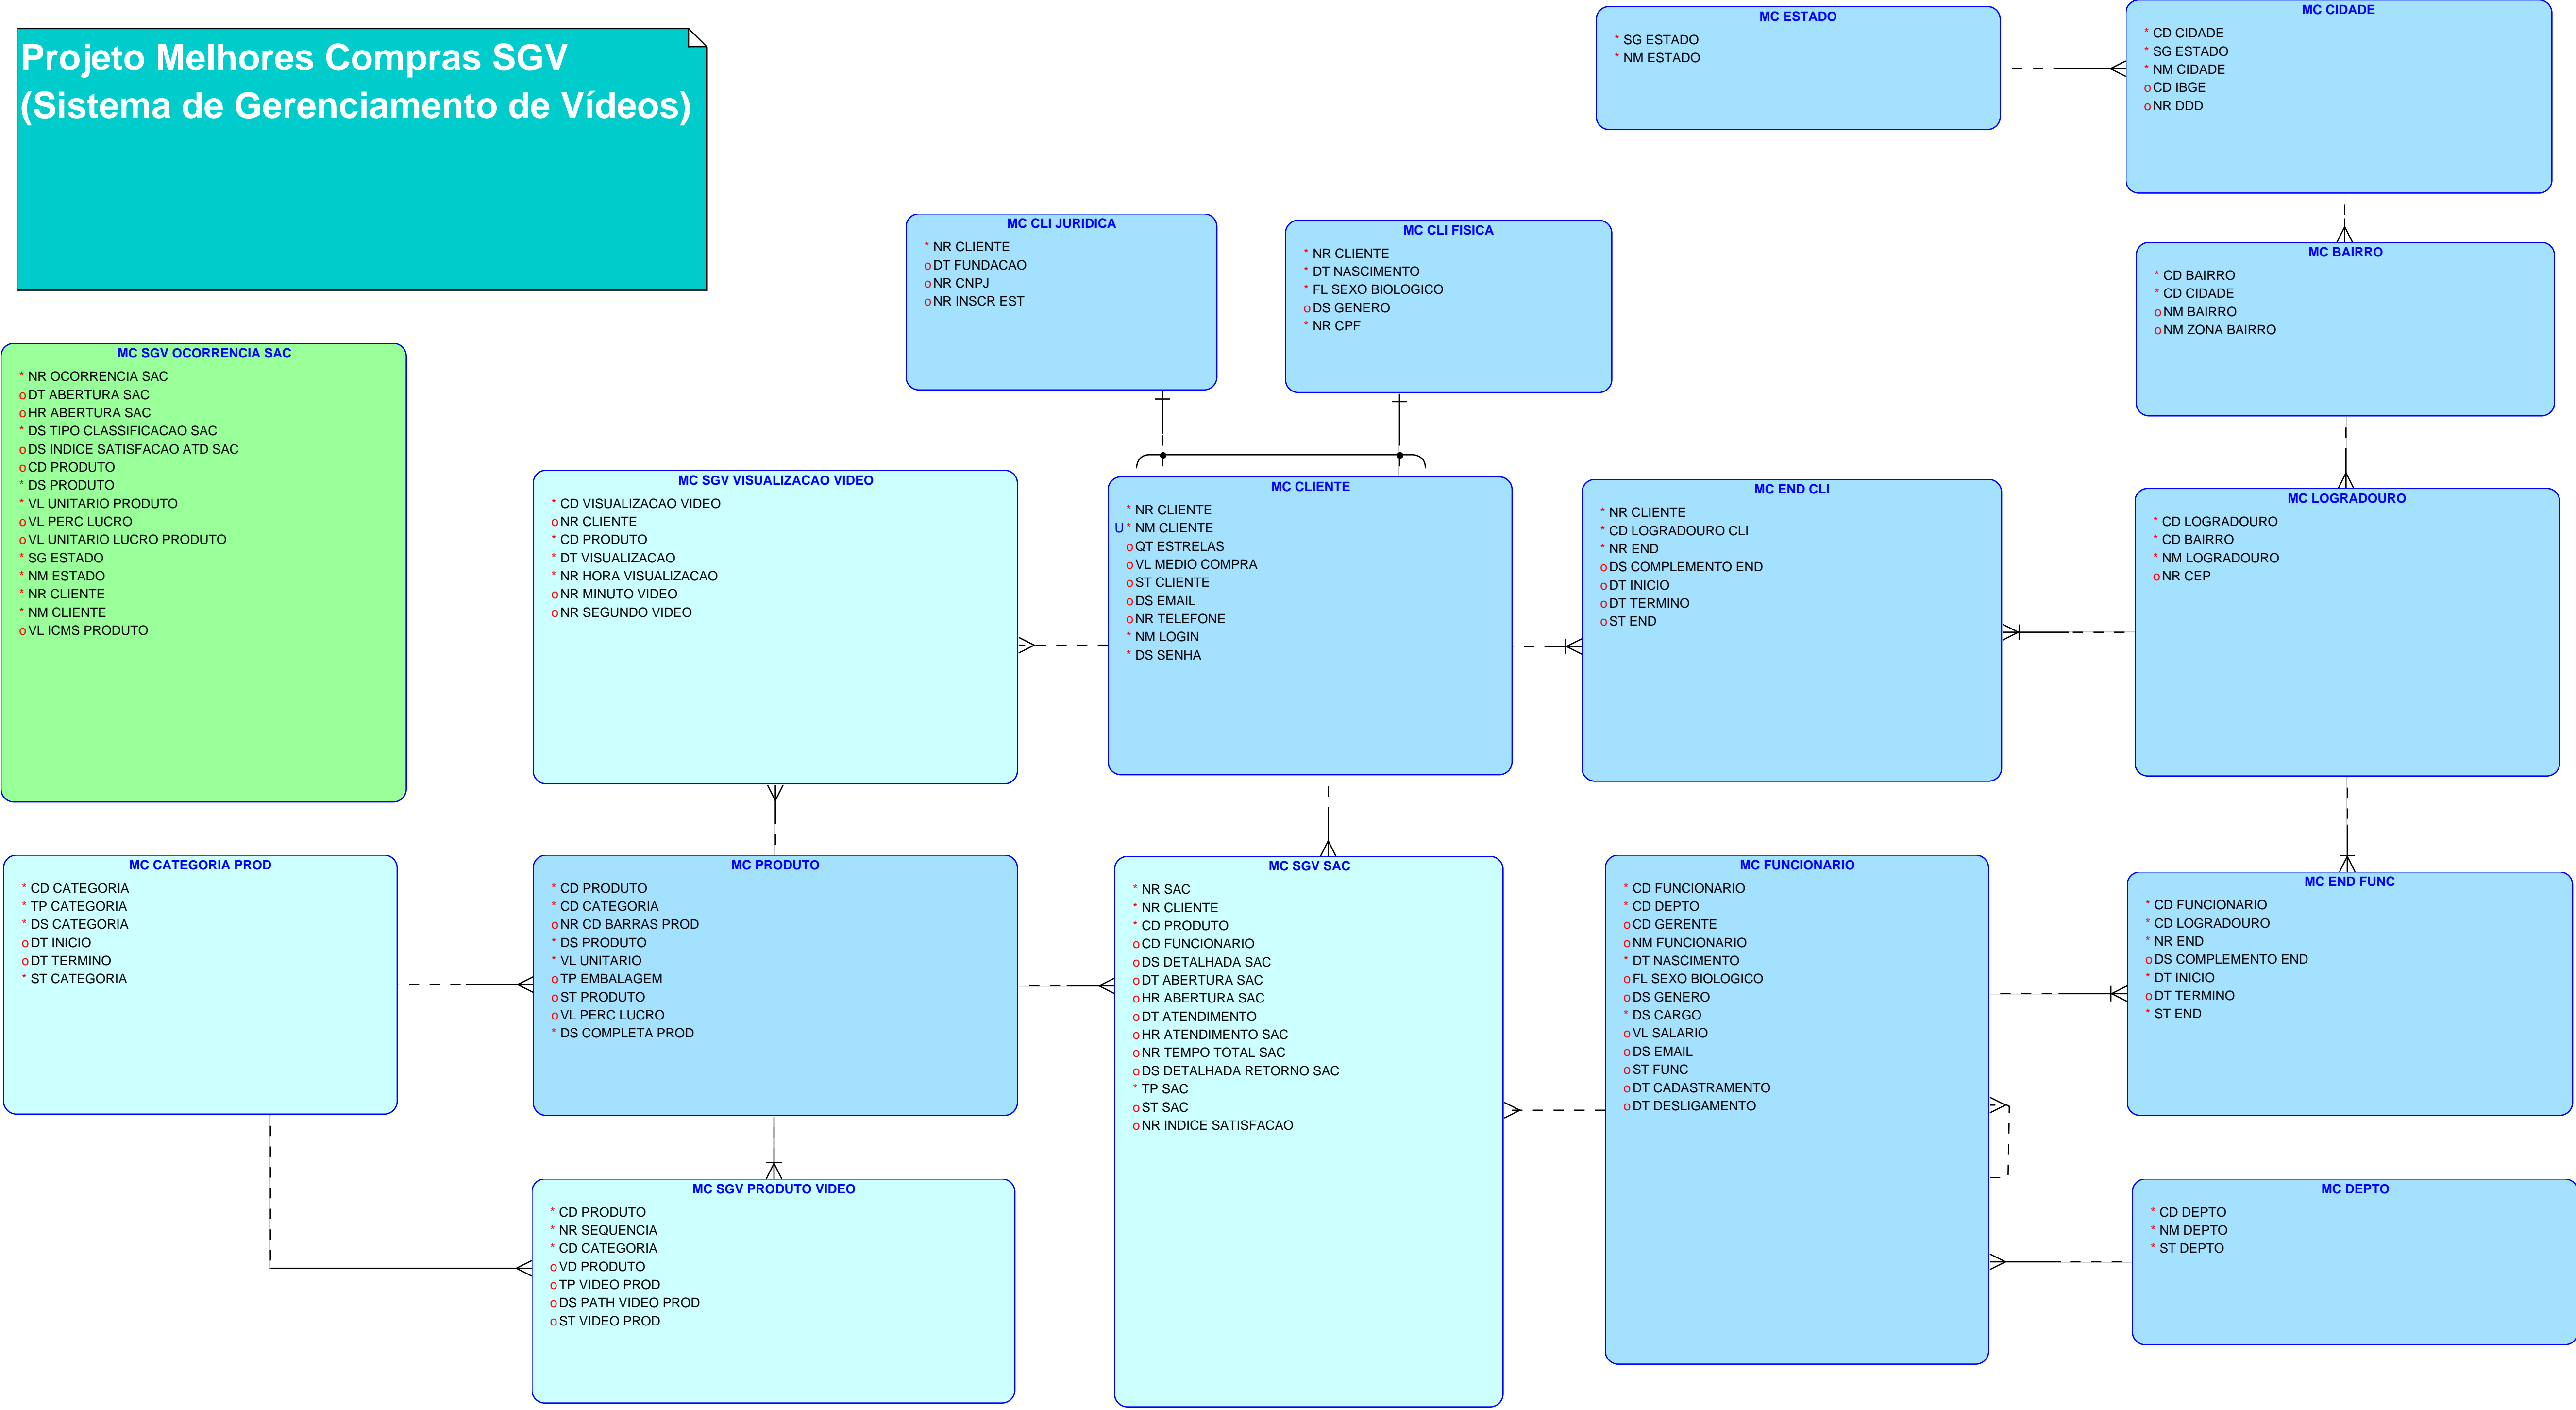 Projeto Melhores Compras SGV
(Sistema de Gerenciamento de Vídeos)
MC ESTADO
* SG ESTADO
* NM ESTADO
MC CIDADE
* CD CIDADE
* SG ESTADO
* NM CIDADE
o CD IBGE
o NR DDD
MC CLI JURIDICA
* NR CLIENTE
o DT FUNDACAO
o NR CNPJ
o NR INSCR EST
MC CLI FISICA
* NR CLIENTE
* DT NASCIMENTO
* FL SEXO BIOLOGICO
o DS GENERO
* NR CPF
MC BAIRRO
* CD BAIRRO
* CD CIDADE
o NM BAIRRO
o NM ZONA BAIRRO
MC SGV OCORRENCIA SAC
* NR OCORRENCIA SAC
o DT ABERTURA SAC
o HR ABERTURA SAC
* DS TIPO CLASSIFICACAO SAC
o DS INDICE SATISFACAO ATD SAC
o CD PRODUTO
* DS PRODUTO
* VL UNITARIO PRODUTO
o VL PERC LUCRO
o VL UNITARIO LUCRO PRODUTO
* SG ESTADO
* NM ESTADO
* NR CLIENTE
* NM CLIENTE
o VL ICMS PRODUTO
MC SGV VISUALIZACAO VIDEO
* CD VISUALIZACAO VIDEO
o NR CLIENTE
* CD PRODUTO
* DT VISUALIZACAO
* NR HORA VISUALIZACAO
o NR MINUTO VIDEO
o NR SEGUNDO VIDEO
MC CLIENTE
* NR CLIENTE
U * NM CLIENTE
o QT ESTRELAS
o VL MEDIO COMPRA
o ST CLIENTE
o DS EMAIL
o NR TELEFONE
* NM LOGIN
* DS SENHA
MC END CLI
* NR CLIENTE
* CD LOGRADOURO CLI
* NR END
o DS COMPLEMENTO END
o DT INICIO
o DT TERMINO
o ST END
MC LOGRADOURO
* CD LOGRADOURO
* CD BAIRRO
* NM LOGRADOURO
o NR CEP
MC CATEGORIA PROD
* CD CATEGORIA
* TP CATEGORIA
* DS CATEGORIA
o DT INICIO
o DT TERMINO
* ST CATEGORIA
MC PRODUTO
* CD PRODUTO
* CD CATEGORIA
o NR CD BARRAS PROD
* DS PRODUTO
* VL UNITARIO
o TP EMBALAGEM
o ST PRODUTO
o VL PERC LUCRO
* DS COMPLETA PROD
MC SGV SAC
* NR SAC
* NR CLIENTE
* CD PRODUTO
o CD FUNCIONARIO
o DS DETALHADA SAC
o DT ABERTURA SAC
o HR ABERTURA SAC
o DT ATENDIMENTO
o HR ATENDIMENTO SAC
o NR TEMPO TOTAL SAC
o DS DETALHADA RETORNO SAC
* TP SAC
o ST SAC
o NR INDICE SATISFACAO
MC FUNCIONARIO
* CD FUNCIONARIO
* CD DEPTO
o CD GERENTE
o NM FUNCIONARIO
* DT NASCIMENTO
o FL SEXO BIOLOGICO
o DS GENERO
* DS CARGO
o VL SALARIO
o DS EMAIL
o ST FUNC
o DT CADASTRAMENTO
o DT DESLIGAMENTO
MC END FUNC
* CD FUNCIONARIO
* CD LOGRADOURO
* NR END
o DS COMPLEMENTO END
* DT INICIO
o DT TERMINO
* ST END
MC SGV PRODUTO VIDEO
* CD PRODUTO
* NR SEQUENCIA
* CD CATEGORIA
o VD PRODUTO
o TP VIDEO PROD
o DS PATH VIDEO PROD
o ST VIDEO PROD
MC DEPTO
* CD DEPTO
* NM DEPTO
* ST DEPTO